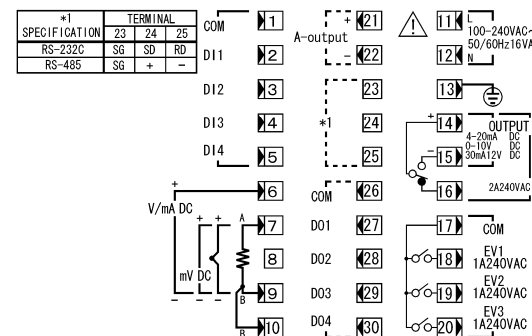 *1 TERMINAL
SPECIFICATION 23 24 25
RS-232C SG SD RD
RS-485 SG + -
COM 1
DI1 2
DI2 3
DI3 4
DI4 5
+ 6
V/mA DC
+ + A 7
8
mV DC
- - B 9
B 10
A-output + 21
- 22
*1
23
24
25
COM 26
DO1 27
DO2 28
DO3 29
DO4 30
11 L
100-240VAC~
50/60Hz16VA
12 N
13
+ 14 OUTPUT
4-20mA DC
0-10V DC
- 15 30mA12V DC
16 2A240VAC
17 COM
18 EV1
1A240VAC
19 EV2
1A240VAC
20 EV3
1A240VAC